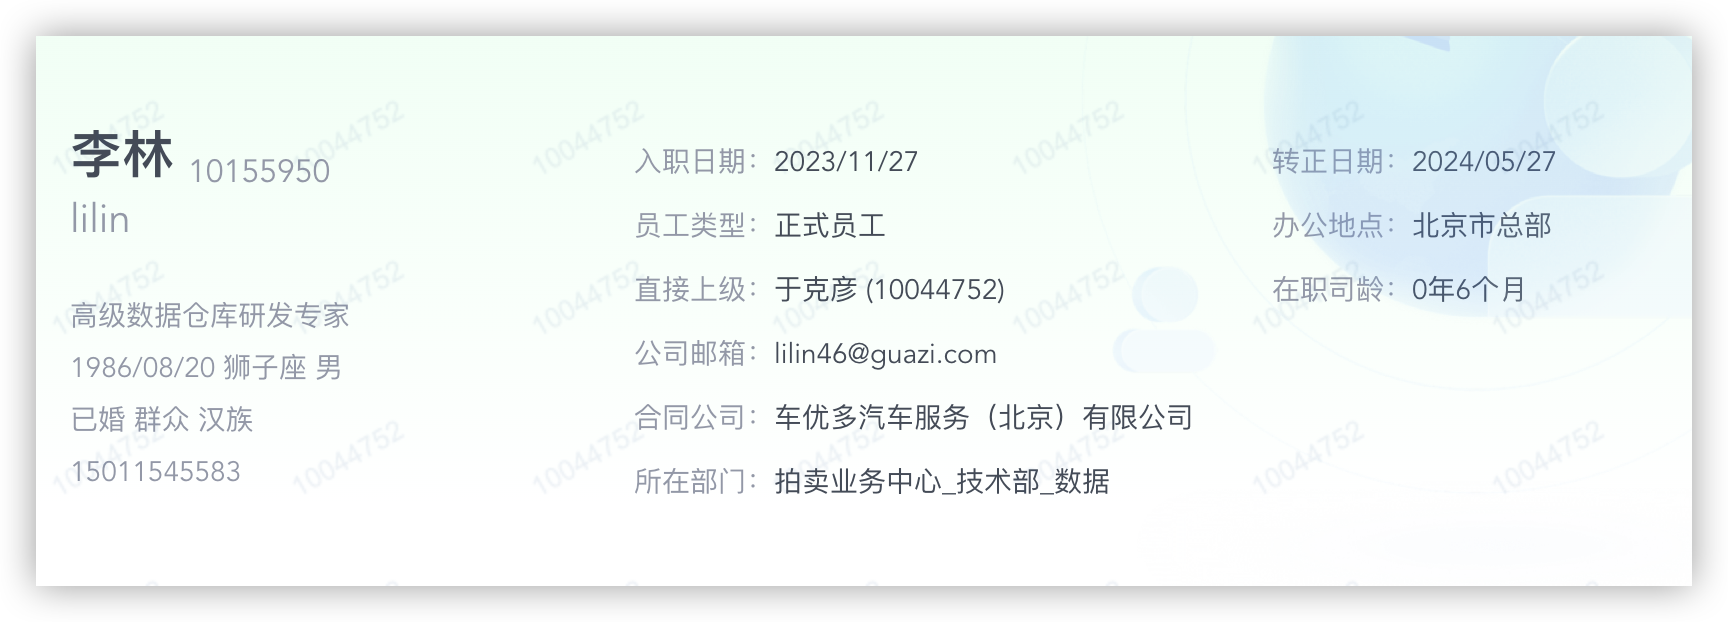 李林 10155950
lilin
高级数据仓库研发专家
1986/08/20 狮子座 男
已婚 群众 汉族
15011545583
入职日期：2023/11/27
员工类型：正式员工
直接上级：于克彦 (10044752)
公司邮箱：lilin46@guazi.com
合同公司：车优多汽车服务（北京）有限公司
所在部门：拍卖业务中心_技术部_数据
转正日期：2024/05/27
办公地点：北京市总部
在职司龄：0年6个月
10044752